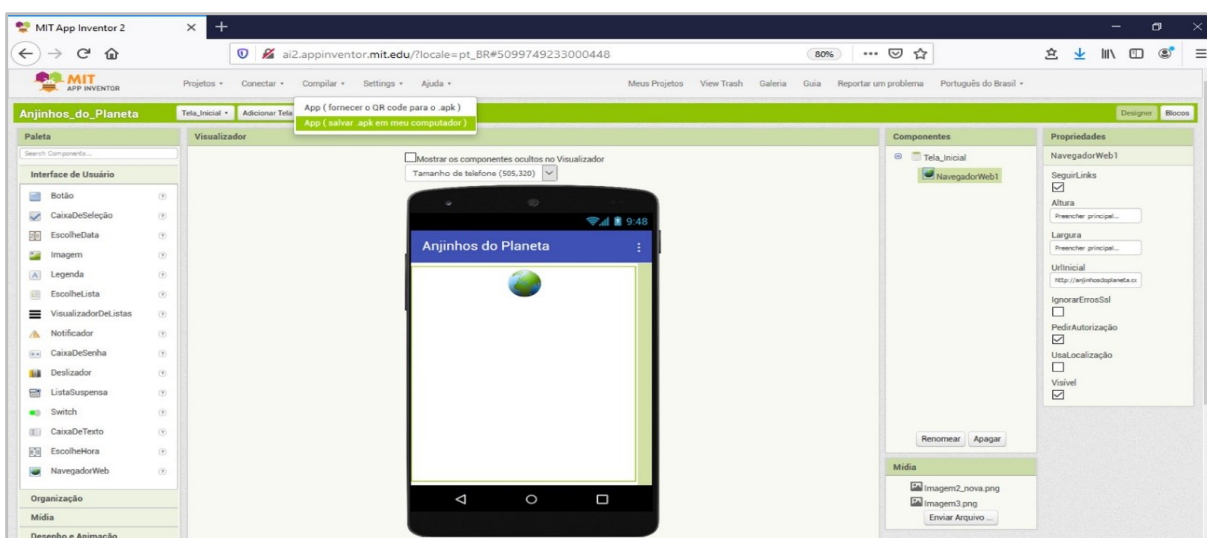 MIT App Inventor 2
ai2.appinventor.mit.edu/?locale=pt_BR#5099749233000448
80%
MIT
APP INVENTOR
Projetos
Conectar
Compilar
Settings
Ajuda
Meus Projetos
View Trash
Galeria
Guia
Reportar um problema
Português do Brasil
Anjinhos_do_Planeta
Tela_Inicial
Adicionar Tela
App ( fornecer o QR code para o .apk )
App ( salvar .apk em meu computador )
Designer
Blocos
Paleta
Search Components...
Interface de Usuário
Botão
CaixaDeSeleção
EscolheData
Imagem
Legenda
EscolheLista
VisualizadorDeListas
Notificador
CaixaDeSenha
Deslizador
ListaSuspensa
Switch
CaixaDeTexto
EscolheHora
NavegadorWeb
Organização
Mídia
Desenho e Animação
Visualizador
Mostrar os componentes ocultos no Visualizador
Tamanho de telefone (505,320)
9:48
Anjinhos do Planeta
Componentes
Tela_Inicial
NavegadorWeb1
Renomear
Apagar
Mídia
Imagem2_nova.png
Imagem3.png
Enviar Arquivo ...
Propriedades
NavegadorWeb1
SeguirLinks
Altura
Preencher principal...
Largura
Preencher principal...
UrlInicial
http://anjinhosdoplaneta.cc
IgnorarErrosSsl
PedirAutorização
UsaLocalização
Visível